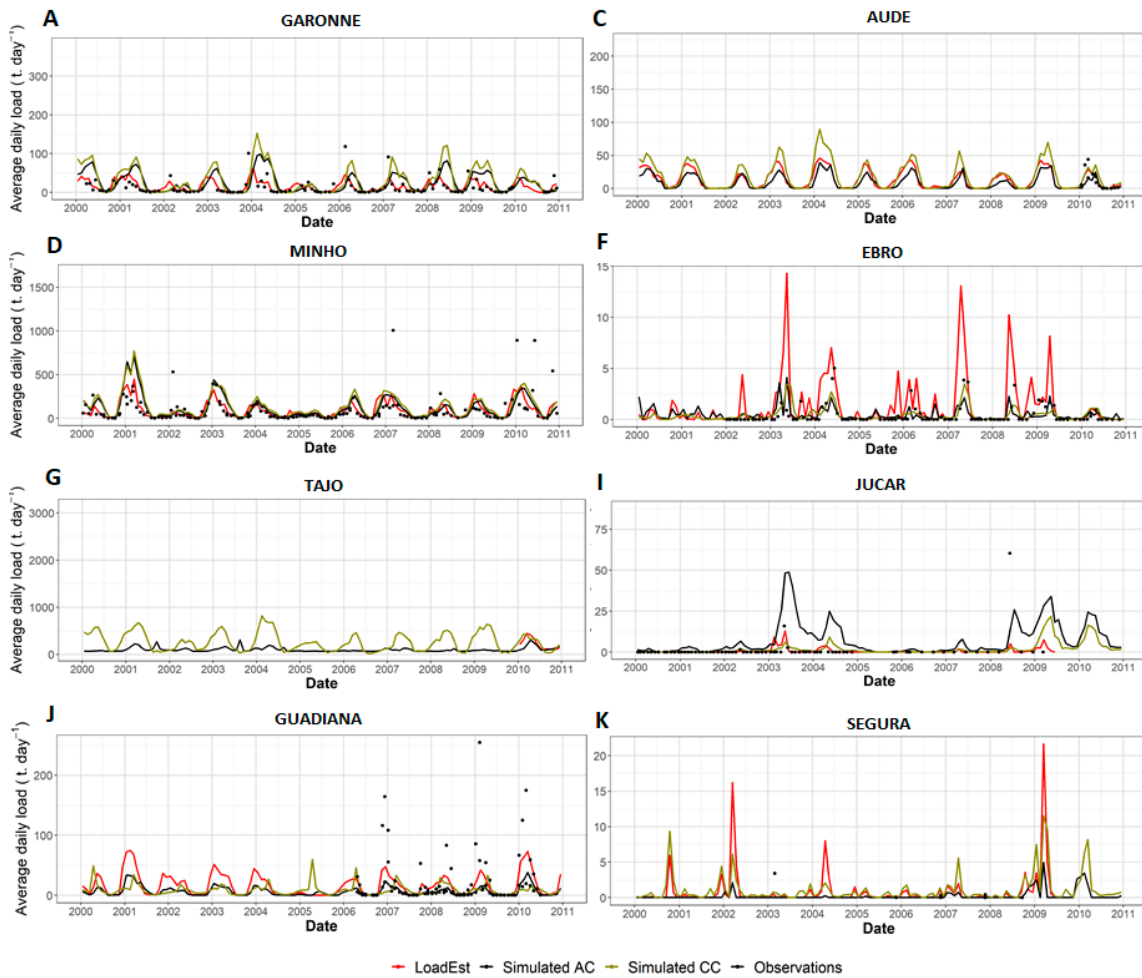 A
GARONNE
Average daily load ( t. day⁻¹)
300
200
100
0
2000 2001 2002 2003 2004 2005 2006 2007 2008 2009 2010 2011
Date
C
AUDE
200
150
100
50
0
2000 2001 2002 2003 2004 2005 2006 2007 2008 2009 2010 2011
Date
D
MINHO
Average daily load ( t. day⁻¹)
1500
1000
500
0
2000 2001 2002 2003 2004 2005 2006 2007 2008 2009 2010 2011
Date
F
EBRO
15
10
5
0
2000 2001 2002 2003 2004 2005 2006 2007 2008 2009 2010 2011
Date
G
TAJO
Average daily load ( t. day⁻¹)
3000
2000
1000
0
2000 2001 2002 2003 2004 2005 2006 2007 2008 2009 2010 2011
Date
I
JUCAR
75
50
25
0
2000 2001 2002 2003 2004 2005 2006 2007 2008 2009 2010 2011
Date
J
GUADIANA
Average daily load ( t. day⁻¹)
200
100
0
2000 2001 2002 2003 2004 2005 2006 2007 2008 2009 2010 2011
Date
K
SEGURA
20
15
10
5
0
2000 2001 2002 2003 2004 2005 2006 2007 2008 2009 2010 2011
Date
LoadEst Simulated AC Simulated CC Observations